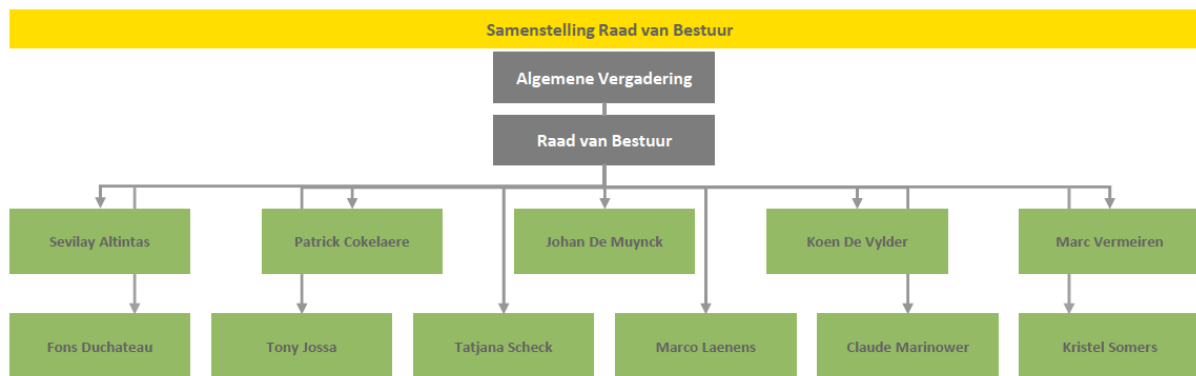 Samenstelling Raad van Bestuur
Algemene Vergadering
Raad van Bestuur
Sevilay Altintas
Patrick Cokelaere
Johan De Muynck
Koen De Vylder
Marc Vermeiren
Fons Duchateau
Tony Jossa
Tatjana Scheck
Marco Laenens
Claude Marinower
Kristel Somers